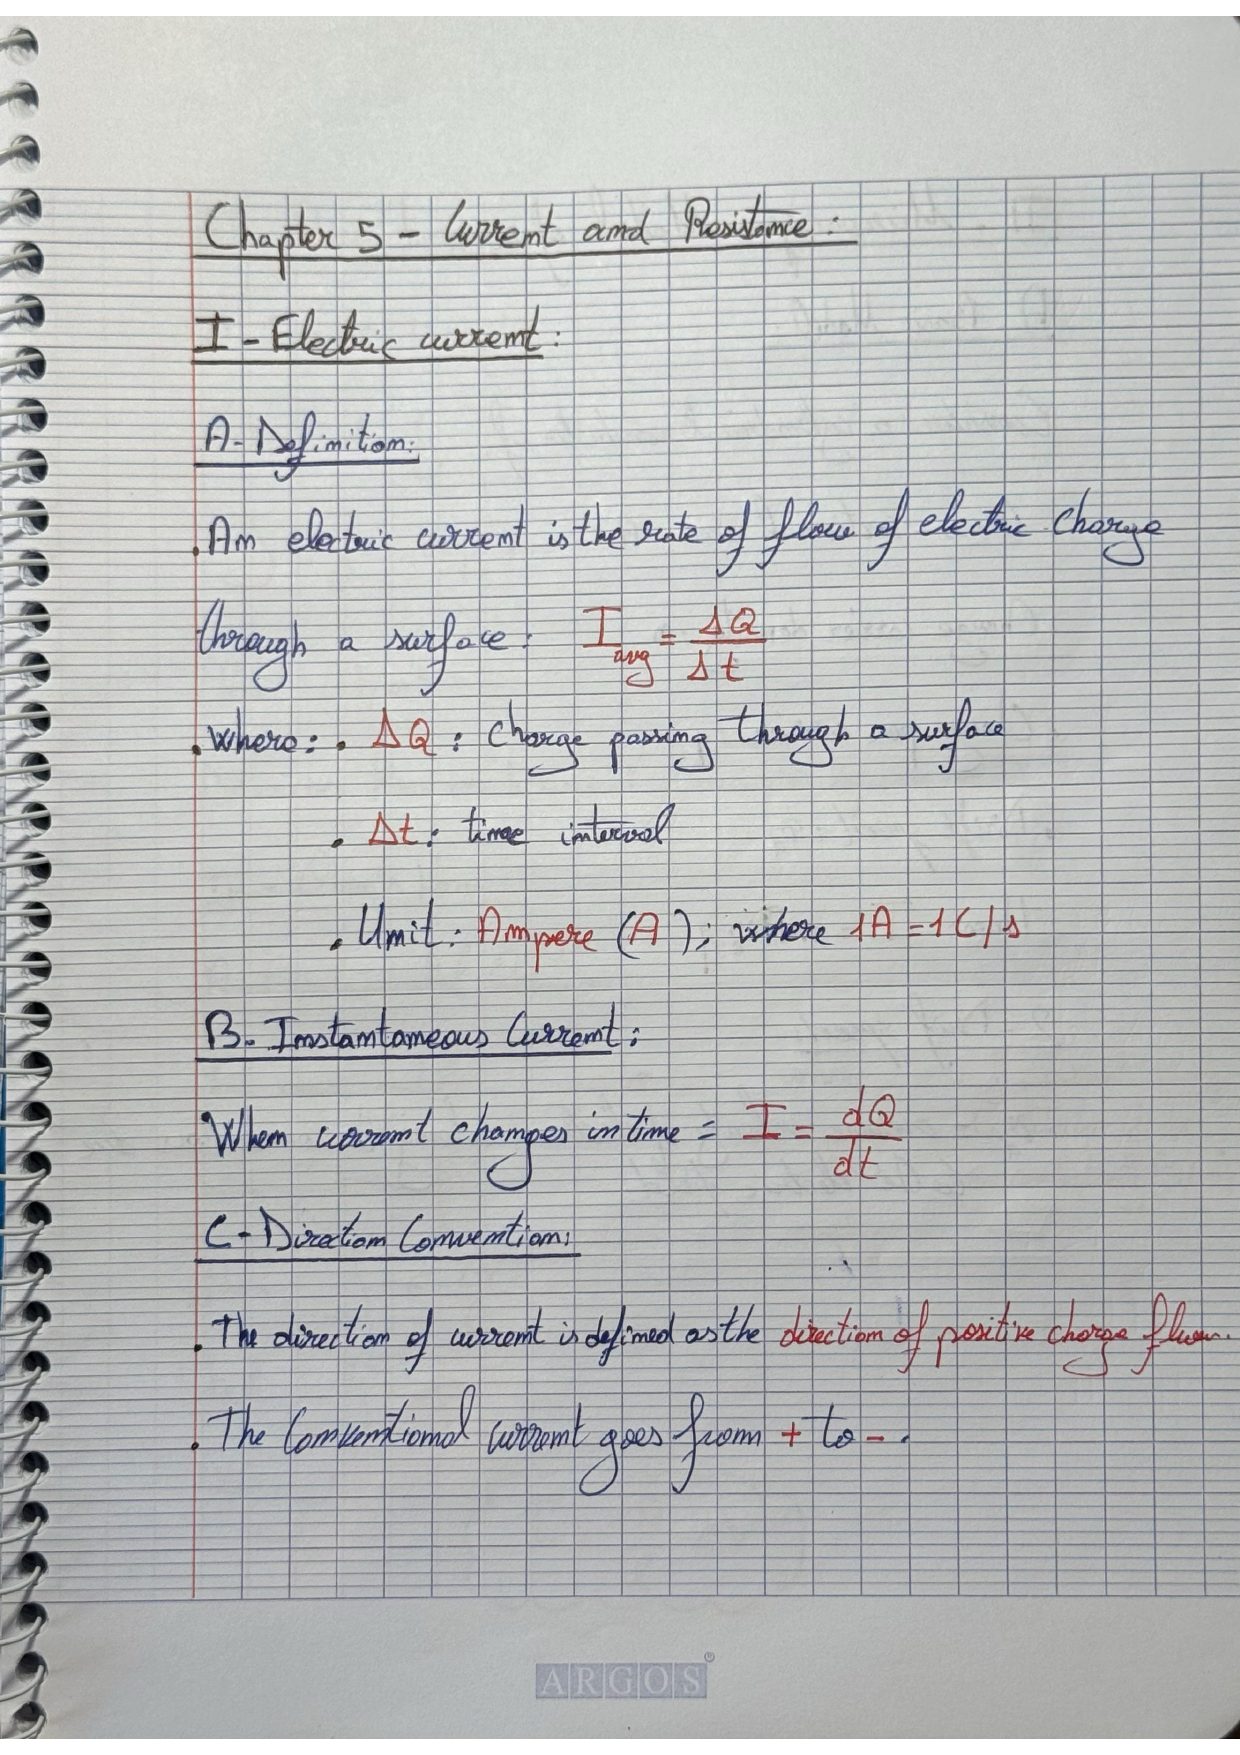 Chapter 5 - Current and Resistance:
I - Electric current:
A- Definition:
. An electric current is the rate of flow of electric charge
through a surface: I avg = ΔQ / Δt
. where: . ΔQ: charge passing through a surface
. Δt: time interval
. Unit: Ampere (A); where 1A = 1C/s
B- Instantaneous Current:
When current changes in time = I = dQ / dt
C- Direction Convention:
. The direction of current is defined as the direction of positive charge flow.
. The Conventional current goes from + to - .
ARGOS®